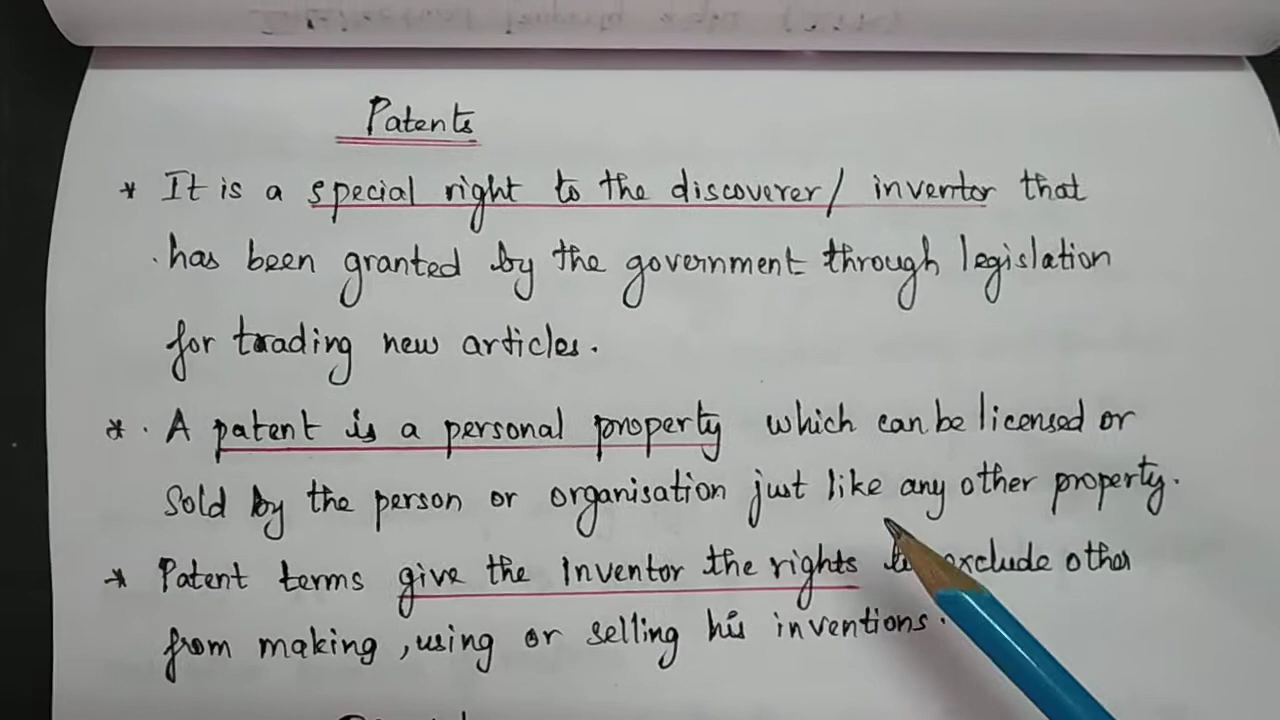 Patents
* It is a special right to the discoverer/ inventor that
has been granted by the government through legislation
for trading new articles.
* A patent is a personal property which can be licensed or
Sold by the person or organisation just like any other property.
* Patent terms give the Inventor the rights to exclude other
from making, using or selling his inventions.